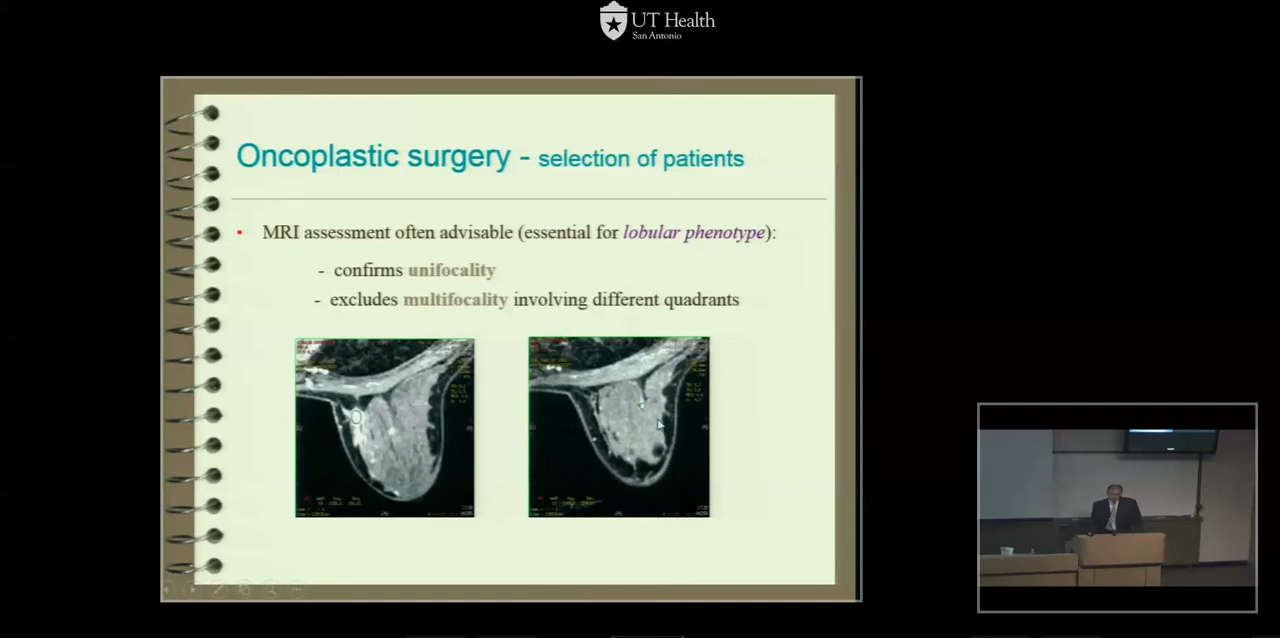 UT Health
San Antonio
Oncoplastic surgery - selection of patients
• MRI assessment often advisable (essential for lobular phenotype):
- confirms unifocality
- excludes multifocality involving different quadrants